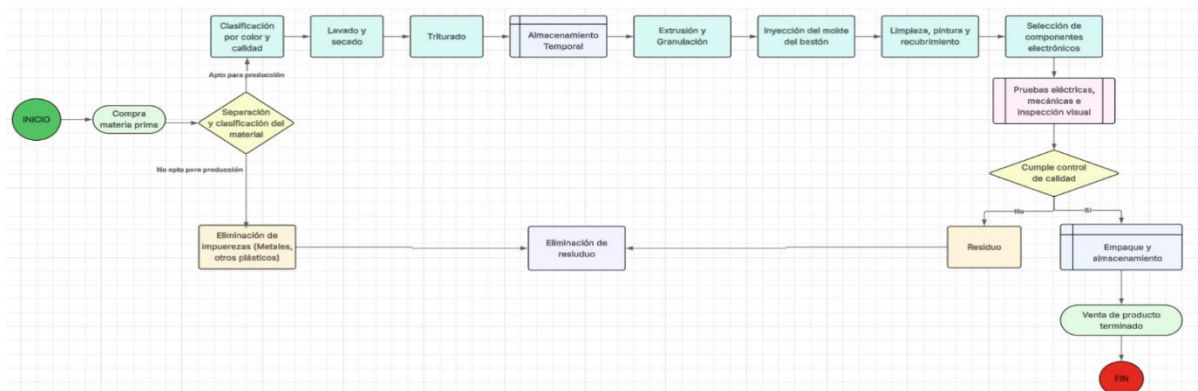 INICIO
Compra
materia prima
Separación
y clasificación del
material
Apto para producción
No apto para producción
Clasificación
por color y
calidad
Lavado y
secado
Triturado
Almacenamiento
Temporal
Extrusión y
Granulación
Inyección del molde
del bastón
Limpieza, pintura y
recubrimiento
Selección de
componentes
electrónicos
Pruebas eléctricas,
mecánicas e
inspección visual
Cumple control
de calidad
No
Sí
Eliminación de
impuerezas (Metales,
otros plásticos)
Eliminación de
resiuduo
Residuo
Empaque y
almacenamiento
Venta de producto
terminado
FIN